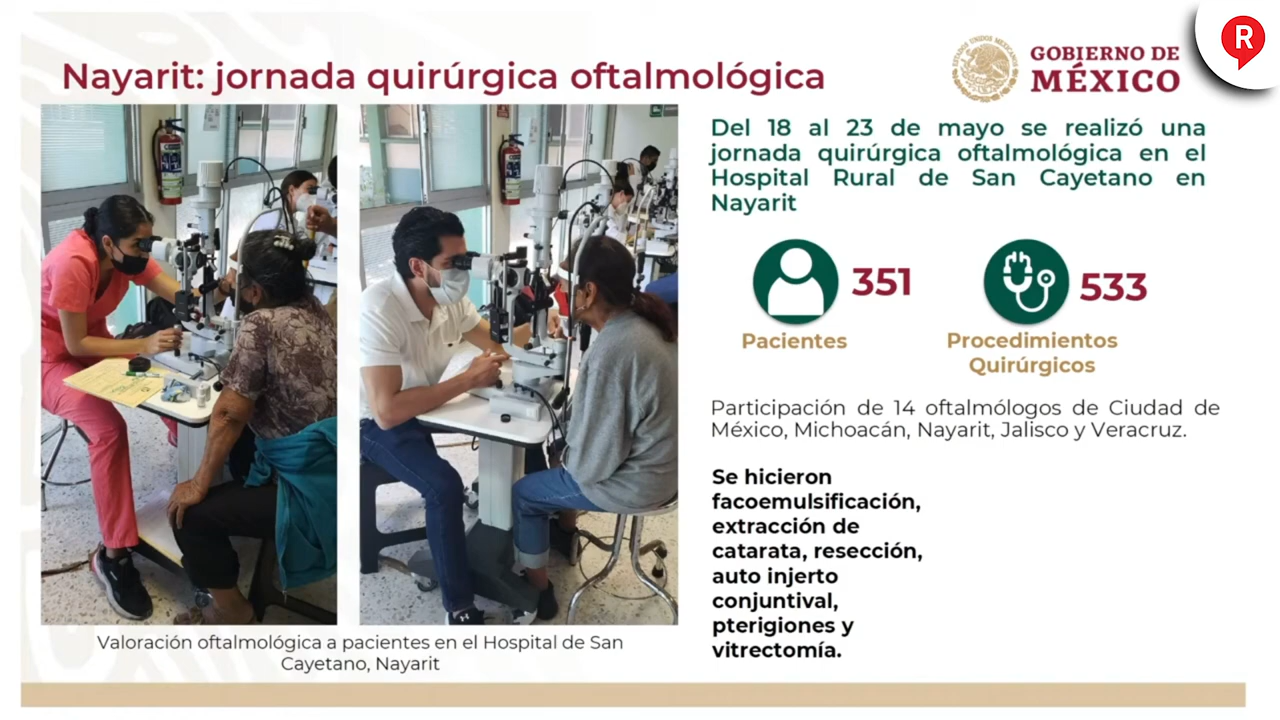 Nayarit: jornada quirúrgica oftalmológica
GOBIERNO DE
MÉXICO
R
Del 18 al 23 de mayo se realizó una
jornada quirúrgica oftalmológica en el
Hospital Rural de San Cayetano en
Nayarit
351
Pacientes
533
Procedimientos
Quirúrgicos
Participación de 14 oftalmólogos de Ciudad de
México, Michoacán, Nayarit, Jalisco y Veracruz.
Se hicieron
facoemulsificación,
extracción de
catarata, resección,
auto injerto
conjuntival,
pterigiones y
vitrectomía.
Valoración oftalmológica a pacientes en el Hospital de San
Cayetano, Nayarit